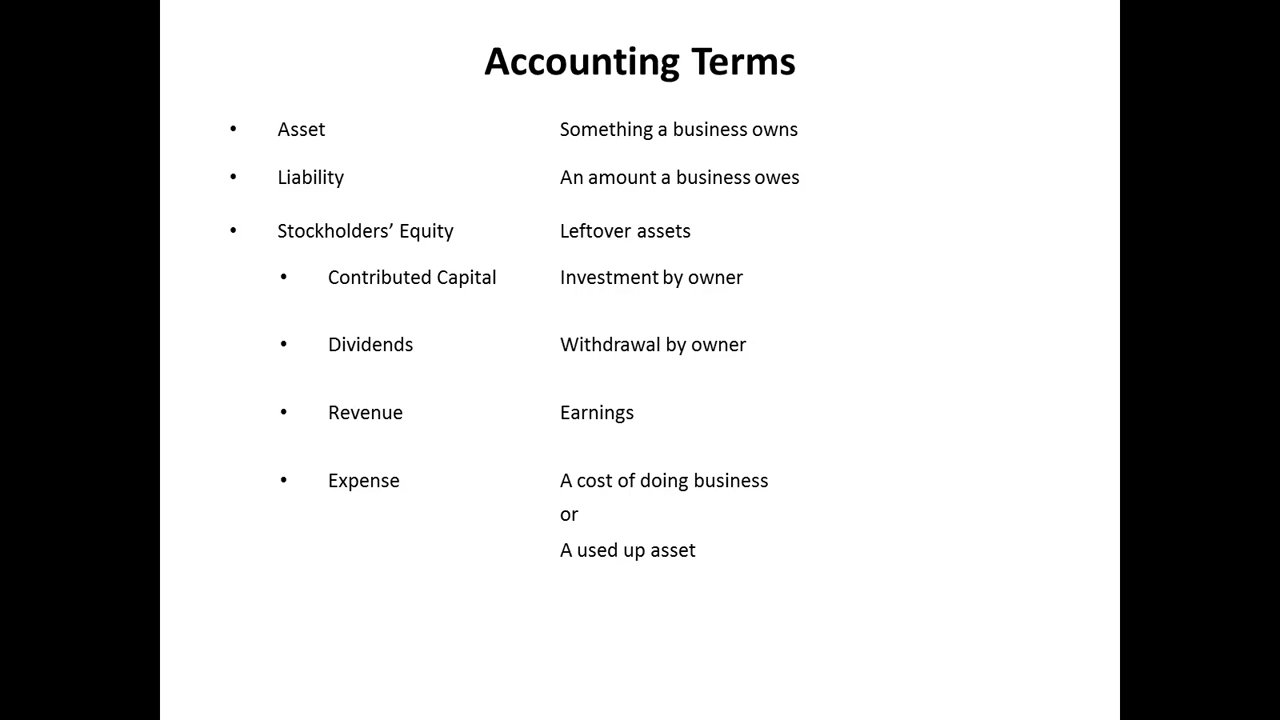 Accounting Terms
• Asset Something a business owns
• Liability An amount a business owes
• Stockholders’ Equity Leftover assets
• Contributed Capital Investment by owner
• Dividends Withdrawal by owner
• Revenue Earnings
• Expense A cost of doing business
or
A used up asset